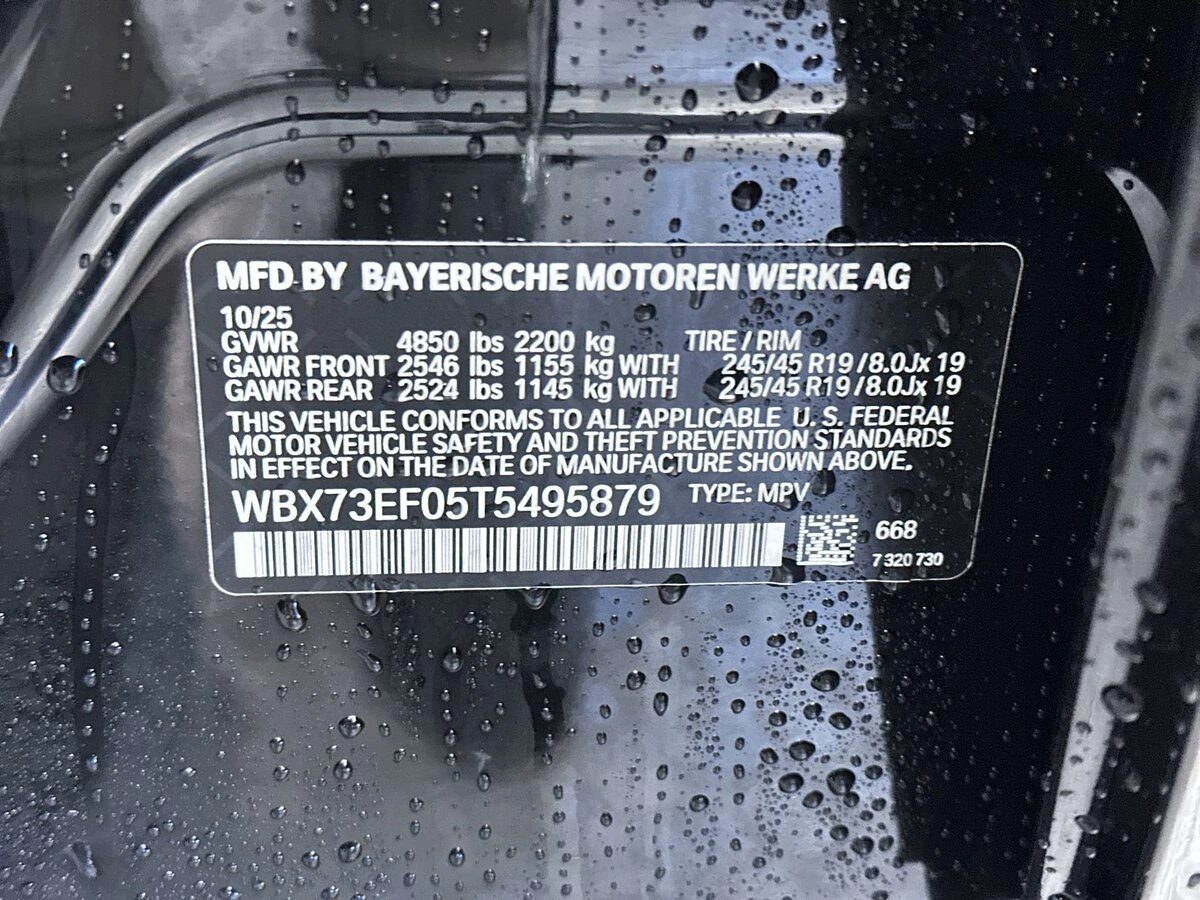 MFD BY BAYERISCHE MOTOREN WERKE AG
10/25
GVWR 4850 lbs 2200 kg TIRE / RIM
GAWR FRONT 2546 lbs 1155 kg WITH 245/45 R19 / 8.0Jx 19
GAWR REAR 2524 lbs 1145 kg WITH 245/45 R19 / 8.0Jx 19
THIS VEHICLE CONFORMS TO ALL APPLICABLE U. S. FEDERAL
MOTOR VEHICLE SAFETY AND THEFT PREVENTION STANDARDS
IN EFFECT ON THE DATE OF MANUFACTURE SHOWN ABOVE.
WBX73EF05T5495879 TYPE: MPV
668
7 320 730